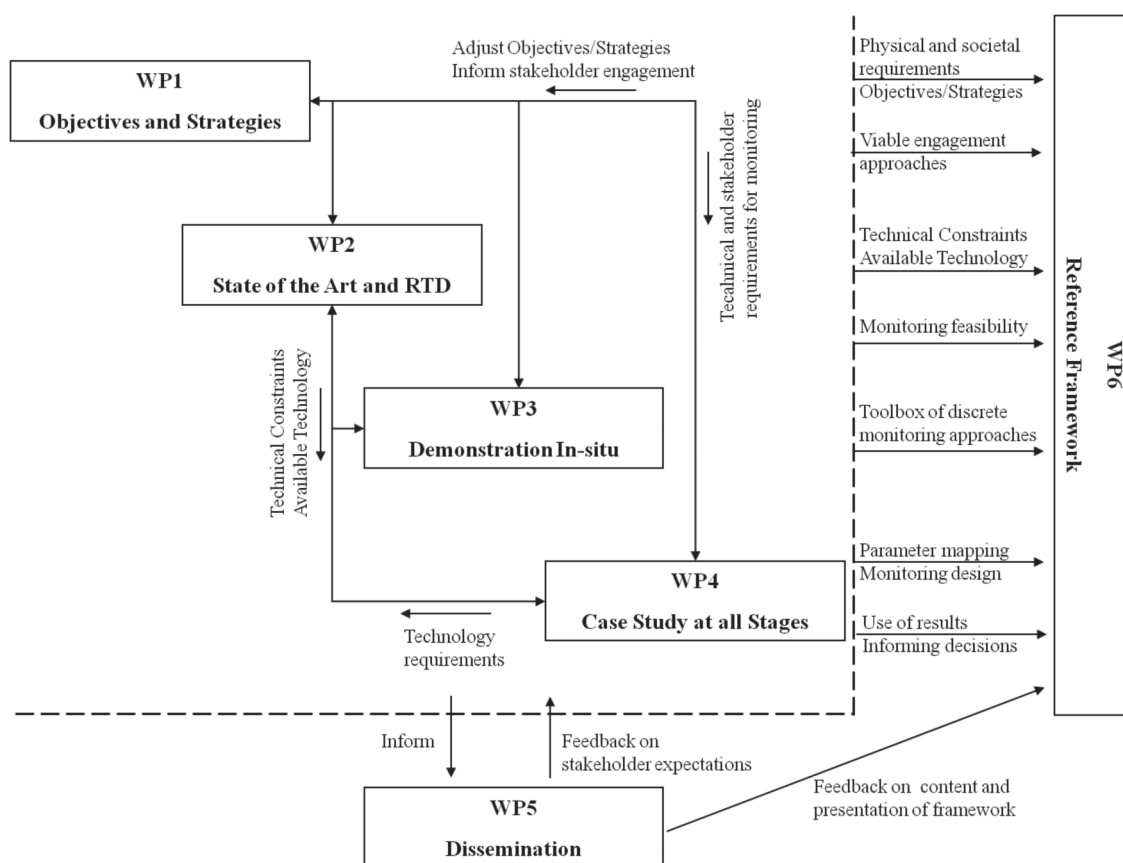 WP1
Objectives and Strategies
Adjust Objectives/Strategies
Inform stakeholder engagement
Tecahnical and stakeholder
requirements for monitoring
WP2
State of the Art and RTD
Technical Constraints
Available Technology
WP3
Demonstration In-situ
WP4
Case Study at all Stages
Technology
requirements
Inform
Feedback on
stakeholder expectations
WP5
Dissemination
Physical and societal
requirements
Objectives/Strategies
Viable engagement
approaches
Technical Constraints
Available Technology
Monitoring feasibility
Toolbox of discrete
monitoring approaches
Parameter mapping
Monitoring design
Use of results
Informing decisions
Feedback on content and
presentation of framework
WP6
Reference Framework